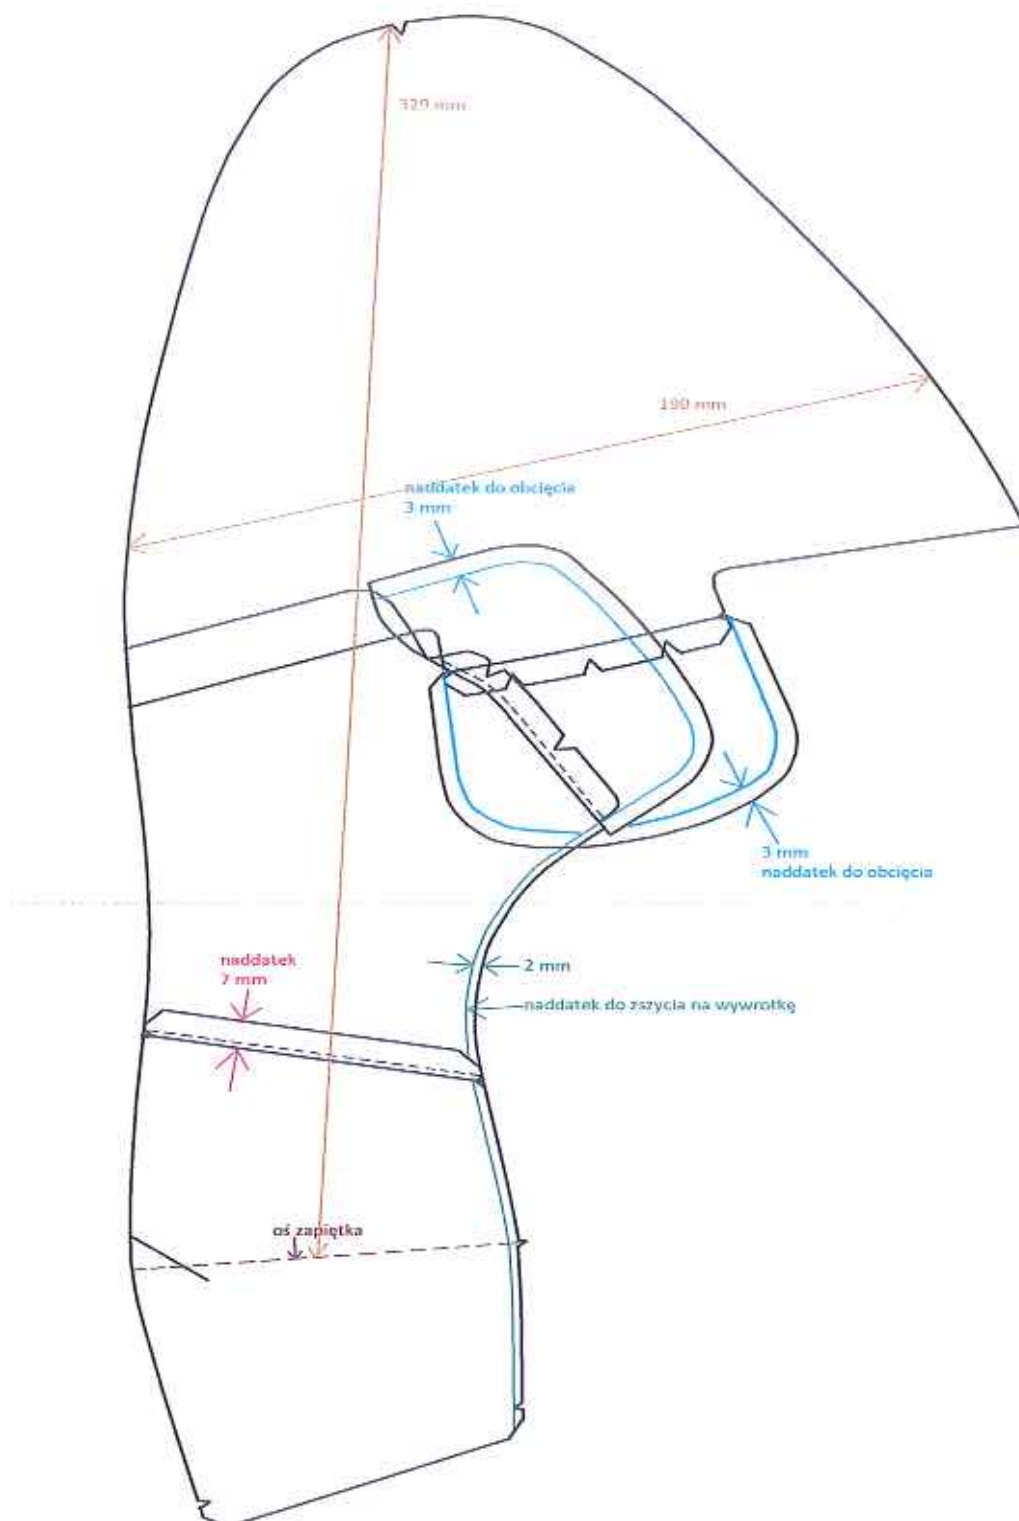 329 mm
190 mm
naddatek do obcięcia
3 mm
3 mm
naddatek do obcięcia
naddatek
7 mm
2 mm
naddatek do zszycia na wywrotkę
oś zapiętka